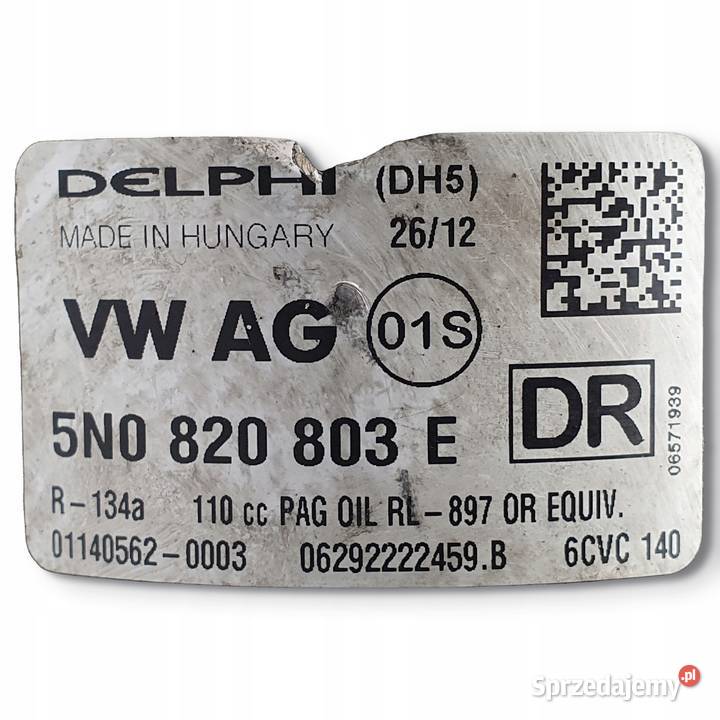 DELPHI (DH5)
MADE IN HUNGARY 26/12
VW AG 01S
5N0 820 803 E DR
06571939
R-134a 110 cc PAG OIL RL-897 OR EQUIV.
01140562-0003 06292222459.B 6CVC 140
Sprzedajemy.pl